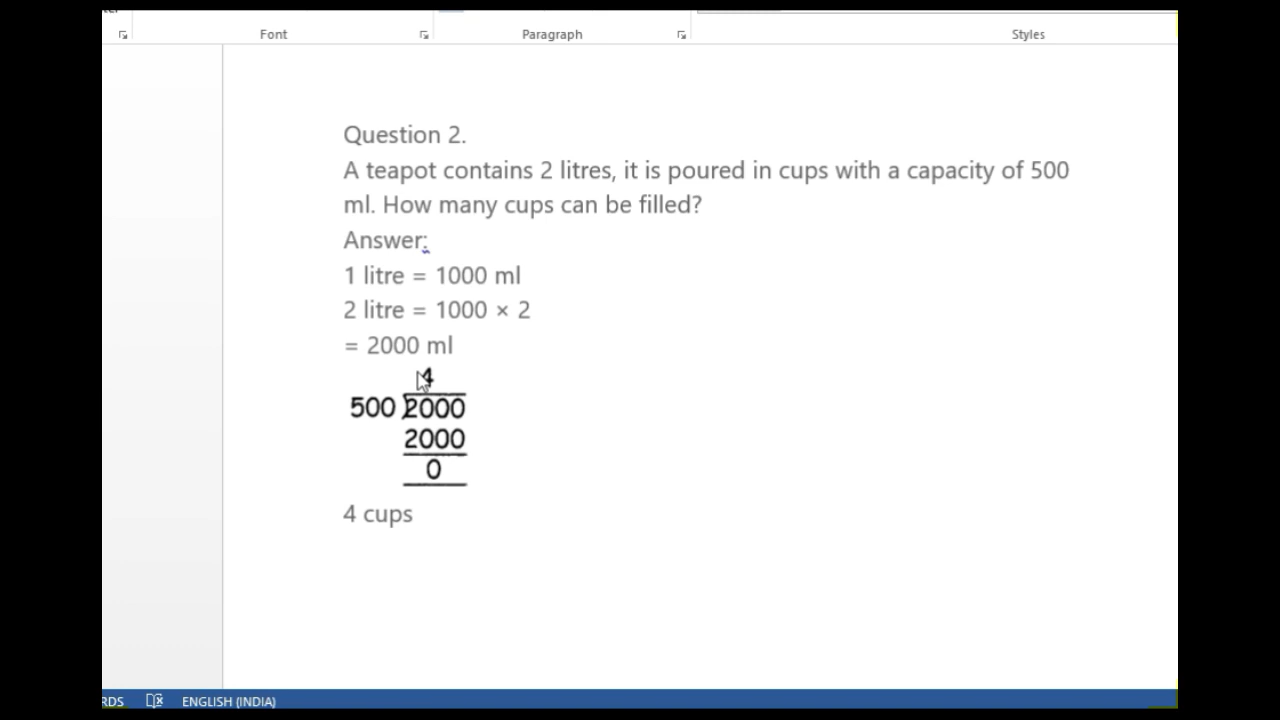 Font
Paragraph
Styles
Question 2.
A teapot contains 2 litres, it is poured in cups with a capacity of 500
ml. How many cups can be filled?
Answer:
1 litre = 1000 ml
2 litre = 1000 × 2
= 2000 ml
4
500 2000
2000
0
4 cups
ENGLISH (INDIA)